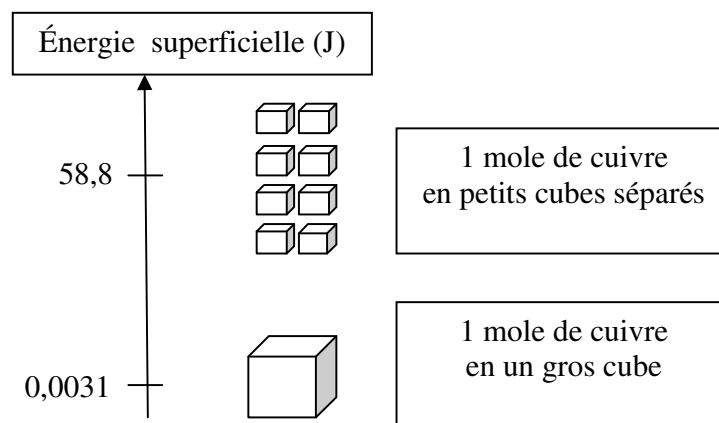 Énergie superficielle (J)
58,8
1 mole de cuivre
en petits cubes séparés
1 mole de cuivre
en un gros cube
0,0031